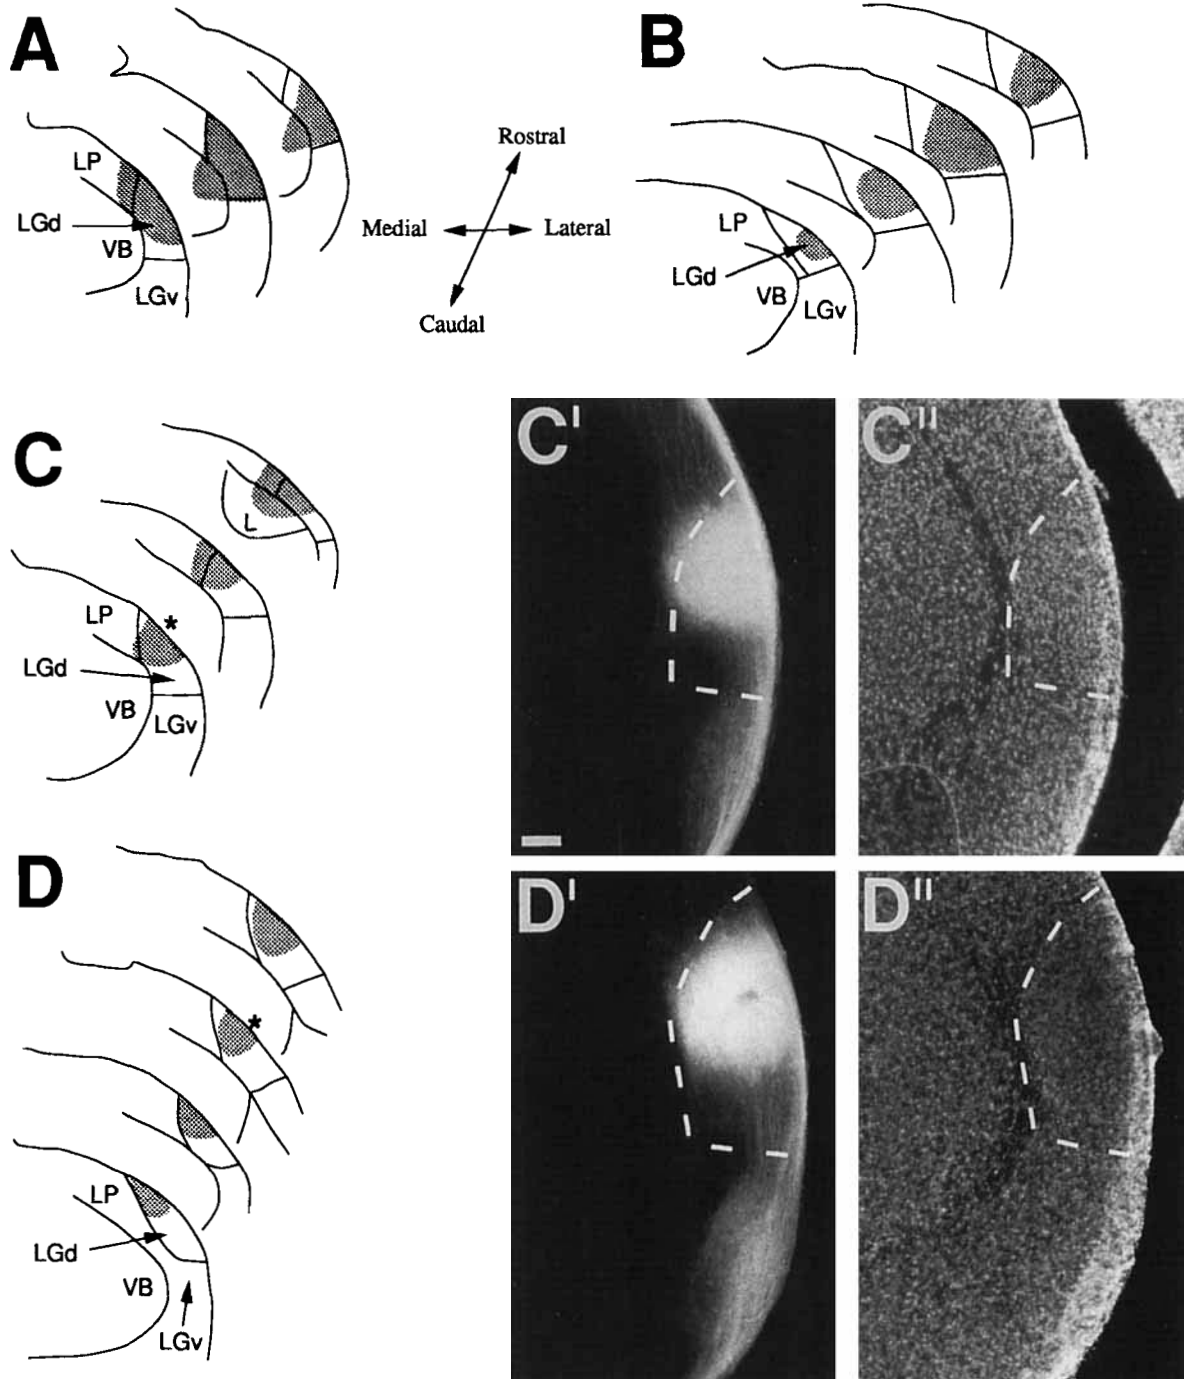 A
LP
LGd
VB
LGv
Rostral
Medial
Lateral
Caudal
B
LP
LGd
VB
LGv
C
L
LP
*
LGd
VB
LGv
C'
C"
D
*
LP
LGd
VB
LGv
D'
D"